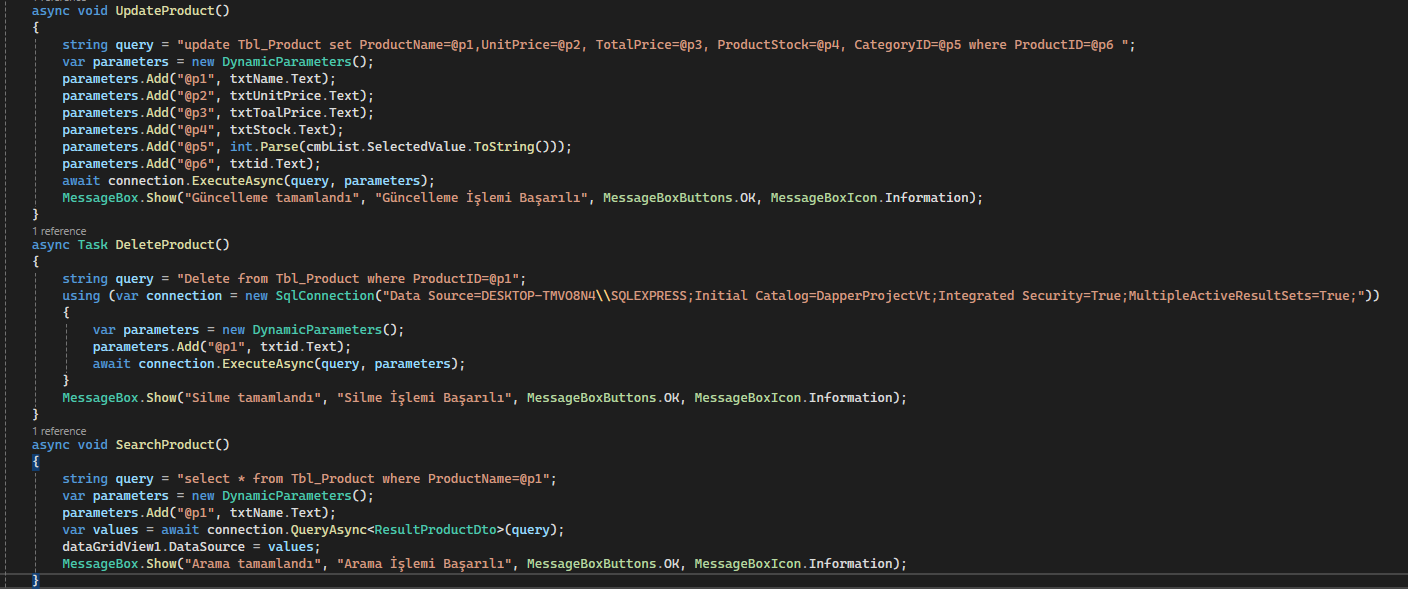 async void UpdateProduct()
{
string query = "update Tbl_Product set ProductName=@p1,UnitPrice=@p2, TotalPrice=@p3, ProductStock=@p4, CategoryID=@p5 where ProductID=@p6 ";
var parameters = new DynamicParameters();
parameters.Add("@p1", txtName.Text);
parameters.Add("@p2", txtUnitPrice.Text);
parameters.Add("@p3", txtToalPrice.Text);
parameters.Add("@p4", txtStock.Text);
parameters.Add("@p5", int.Parse(cmbList.SelectedValue.ToString()));
parameters.Add("@p6", txtid.Text);
await connection.ExecuteAsync(query, parameters);
MessageBox.Show("Güncelleme tamamlandı", "Güncelleme İşlemi Başarılı", MessageBoxButtons.OK, MessageBoxIcon.Information);
}
1 reference
async Task DeleteProduct()
{
string query = "Delete from Tbl_Product where ProductID=@p1";
using (var connection = new SqlConnection("Data Source=DESKTOP-TMVO8N4\\SQLEXPRESS;Initial Catalog=DapperProjectVt;Integrated Security=True;MultipleActiveResultSets=True;"))
{
var parameters = new DynamicParameters();
parameters.Add("@p1", txtid.Text);
await connection.ExecuteAsync(query, parameters);
}
MessageBox.Show("Silme tamamlandı", "Silme İşlemi Başarılı", MessageBoxButtons.OK, MessageBoxIcon.Information);
}
1 reference
async void SearchProduct()
{
string query = "select * from Tbl_Product where ProductName=@p1";
var parameters = new DynamicParameters();
parameters.Add("@p1", txtName.Text);
var values = await connection.QueryAsync<ResultProductDto>(query);
dataGridView1.DataSource = values;
MessageBox.Show("Arama tamamlandı", "Arama İşlemi Başarılı", MessageBoxButtons.OK, MessageBoxIcon.Information);
}